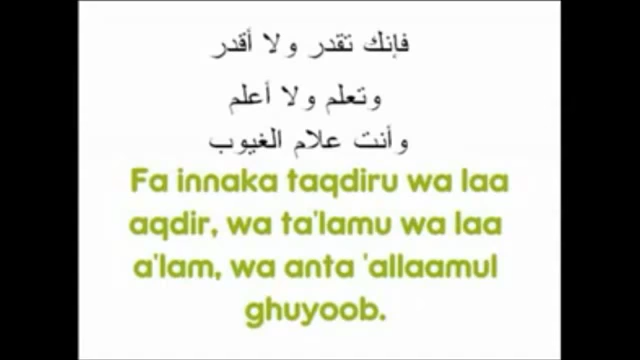 فإنك تقدر ولا أقدر
وتعلم ولا أعلم
وأنت علام الغيوب
Fa innaka taqdiru wa laa
aqdir, wa ta'lamu wa laa
a'lam, wa anta 'allaamul
ghuyoob.